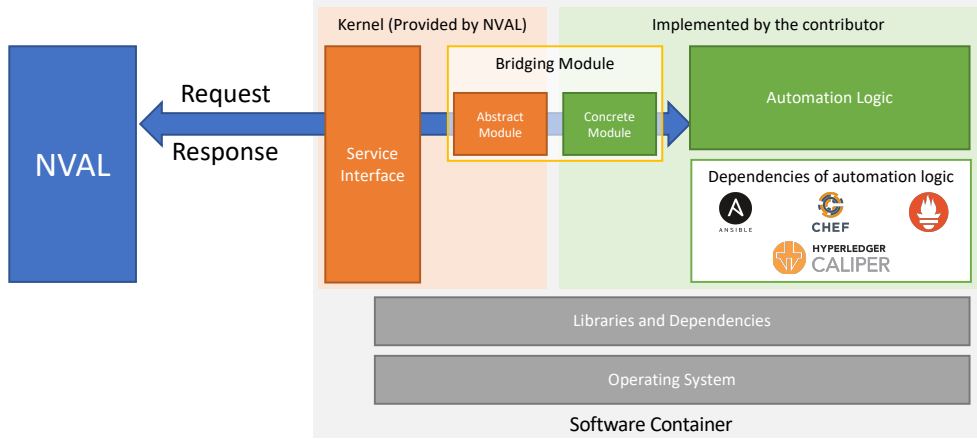 Kernel (Provided by NVAL)
Implemented by the contributor
NVAL
Request
Response
Service
Interface
Bridging Module
Abstract
Module
Concrete
Module
Automation Logic
Dependencies of automation logic
ANSIBLE
CHEF
HYPERLEDGER
CALIPER
Libraries and Dependencies
Operating System
Software Container